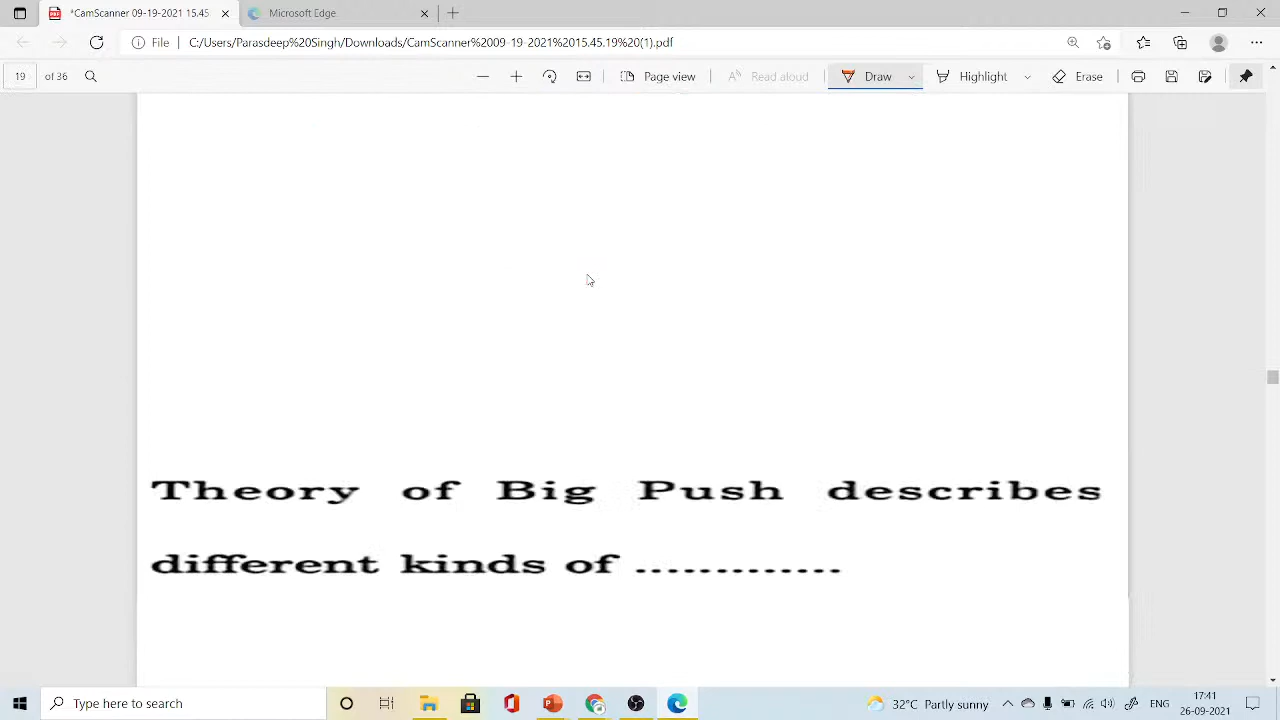 *CamScanner 09-19-2021 15.45
Microsoft Edge
File
C:/Users/Parasdeep%20Singh/Downloads/CamScanner%2009-19-2021%2015.45.19%20(1).pdf
19 of 36
Page view
Read aloud
Draw
Highlight
Erase
Theory of Big Push describes
different kinds of .............
Type here to search
32°C Partly sunny
ENG
17:41
26-09-2021